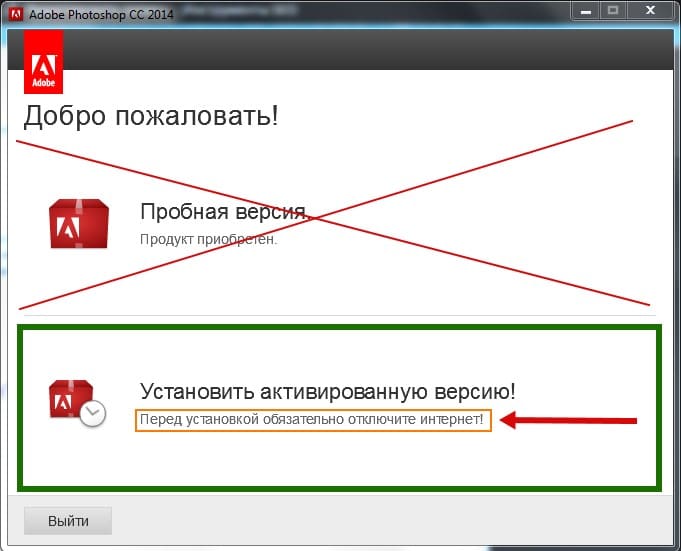 Adobe Photoshop CC 2014
Adobe
Добро пожаловать!
Пробная версия.
Продукт приобретен.
Установить активированную версию!
Перед установкой обязательно отключите интернет!
Выйти